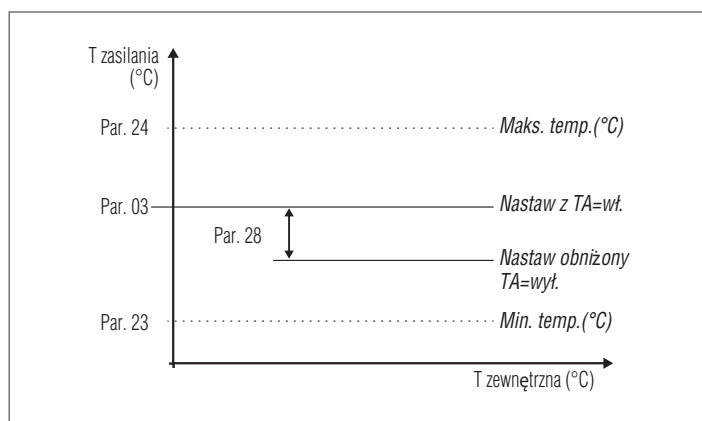 T zasilania
(°C)
Par. 24
Maks. temp.(°C)
Par. 03
Nastaw z TA=wł.
Par. 28
Nastaw obniżony
TA=wył.
Par. 23
Min. temp.(°C)
T zewnętrzna (°C)